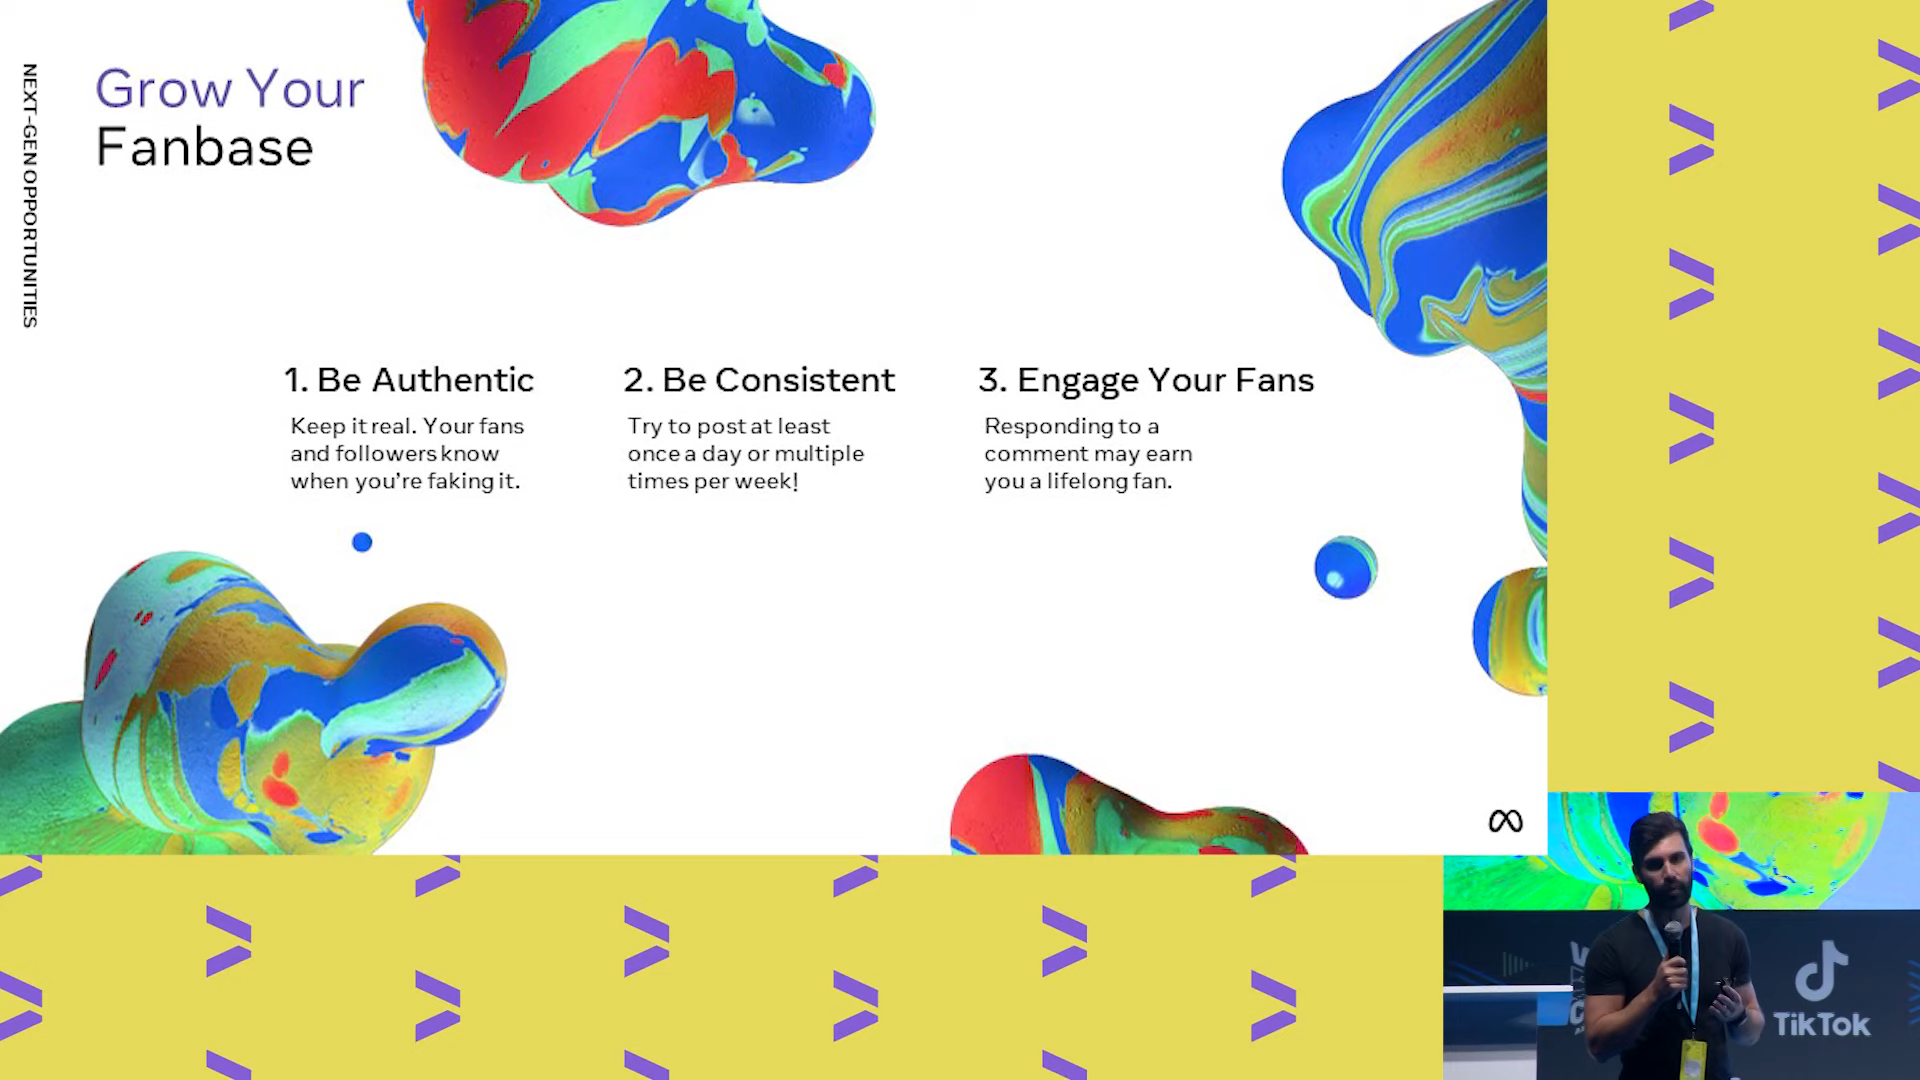 NEXT-GEN OPPORTUNITIES
Grow Your
Fanbase
1. Be Authentic
Keep it real. Your fans
and followers know
when you’re faking it.
2. Be Consistent
Try to post at least
once a day or multiple
times per week!
3. Engage Your Fans
Responding to a
comment may earn
you a lifelong fan.
TikTok